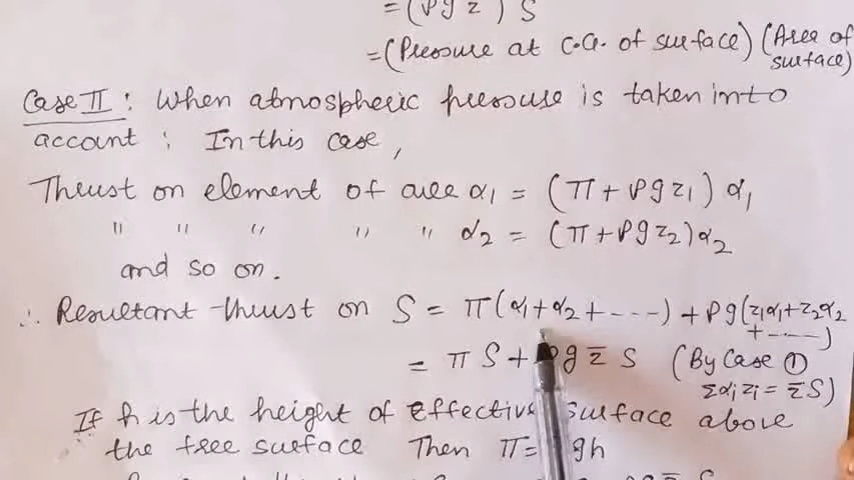 = (ρg z̄) S
= (Pressure at C.G. of surface) (Area of surface)
Case II : When atmospheric pressure is taken into
account : In this case,
Thrust on element of area α₁ = (π + ρgz₁) α₁
" " " " " α₂ = (π + ρgz₂)α₂
and so on.
∴ Resultant thrust on S = π(α₁+α₂+----) + ρg(z₁α₁+z₂α₂
+-----)
= π S + ρg z̄ S (By Case ①
Σαᵢzᵢ = z̄S)
If h is the height of Effective surface above
the free surface Then π = gh